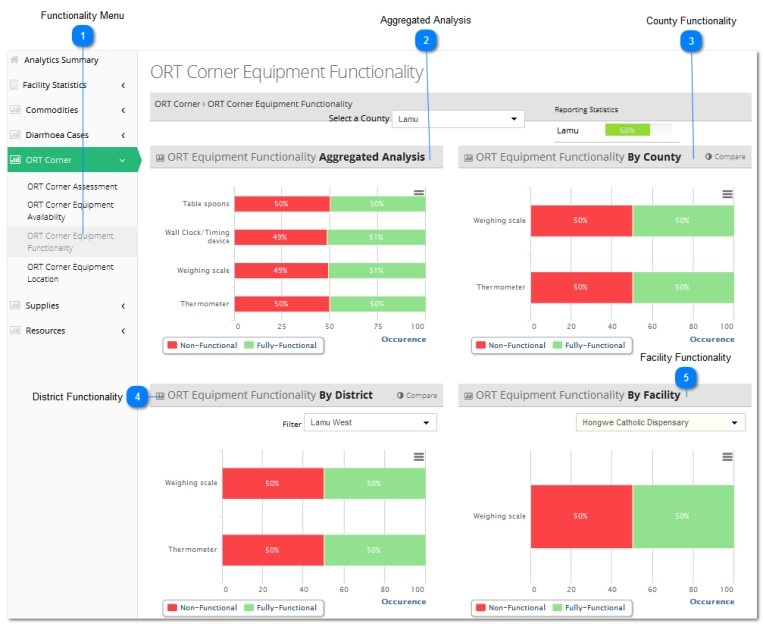 Functionality Menu
Aggregated Analysis
County Functionality
1
2
3
Analytics Summary
Facility Statistics
Commodities
Diarrhoea Cases
ORT Corner
ORT Corner Assessment
ORT Corner Equipment
Availability
ORT Corner Equipment
Functionality
ORT Corner Equipment
Location
Supplies
Resources
ORT Corner Equipment Functionality
ORT Corner › ORT Corner Equipment Functionality
Select a County
Lamu
Reporting Statistics
Lamu
68%
ORT Equipment Functionality Aggregated Analysis
Table spoons
50% 50%
Wall Clock/Timing
device
49% 51%
Weighing scale
49% 51%
Thermometer
50% 50%
0 25 50 75 100
Occurence
Non-Functional Fully-Functional
ORT Equipment Functionality By County
Compare
Weighing scale
50% 50%
Thermometer
50% 50%
0 20 40 60 80 100
Occurence
Non-Functional Fully-Functional
District Functionality
4
ORT Equipment Functionality By District
Compare
Filter
Lamu West
Weighing scale
50% 50%
Thermometer
50% 50%
0 20 40 60 80 100
Occurence
Non-Functional Fully-Functional
Facility Functionality
5
ORT Equipment Functionality By Facility
Hongwe Catholic Dispensary
Weighing scale
50% 50%
0 20 40 60 80 100
Occurence
Non-Functional Fully-Functional